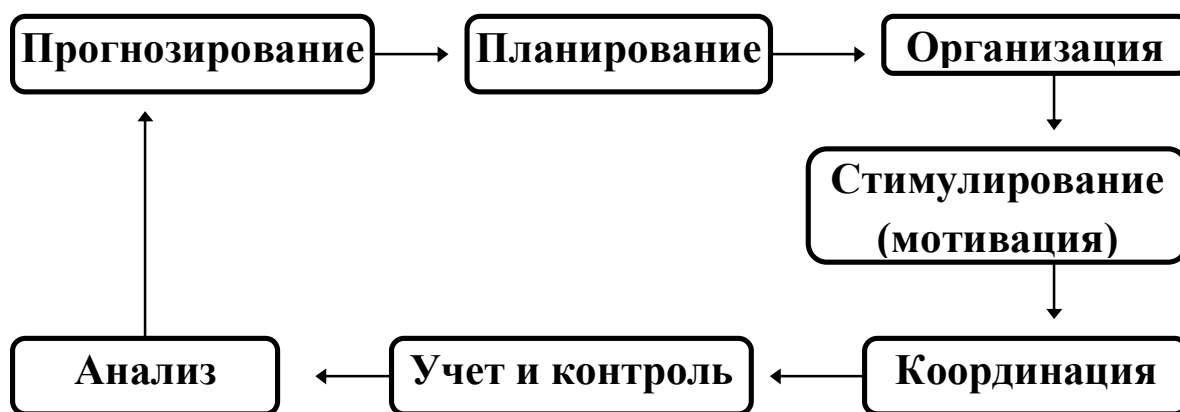 Прогнозирование
Планирование
Организация
Стимулирование
(мотивация)
Координация
Учет и контроль
Анализ